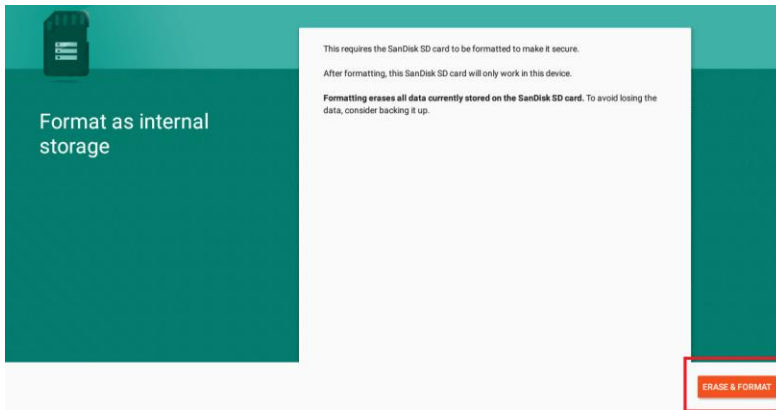 Format as internal
storage
This requires the SanDisk SD card to be formatted to make it secure.
After formatting, this SanDisk SD card will only work in this device.
Formatting erases all data currently stored on the SanDisk SD card. To avoid losing the
data, consider backing it up.
ERASE & FORMAT